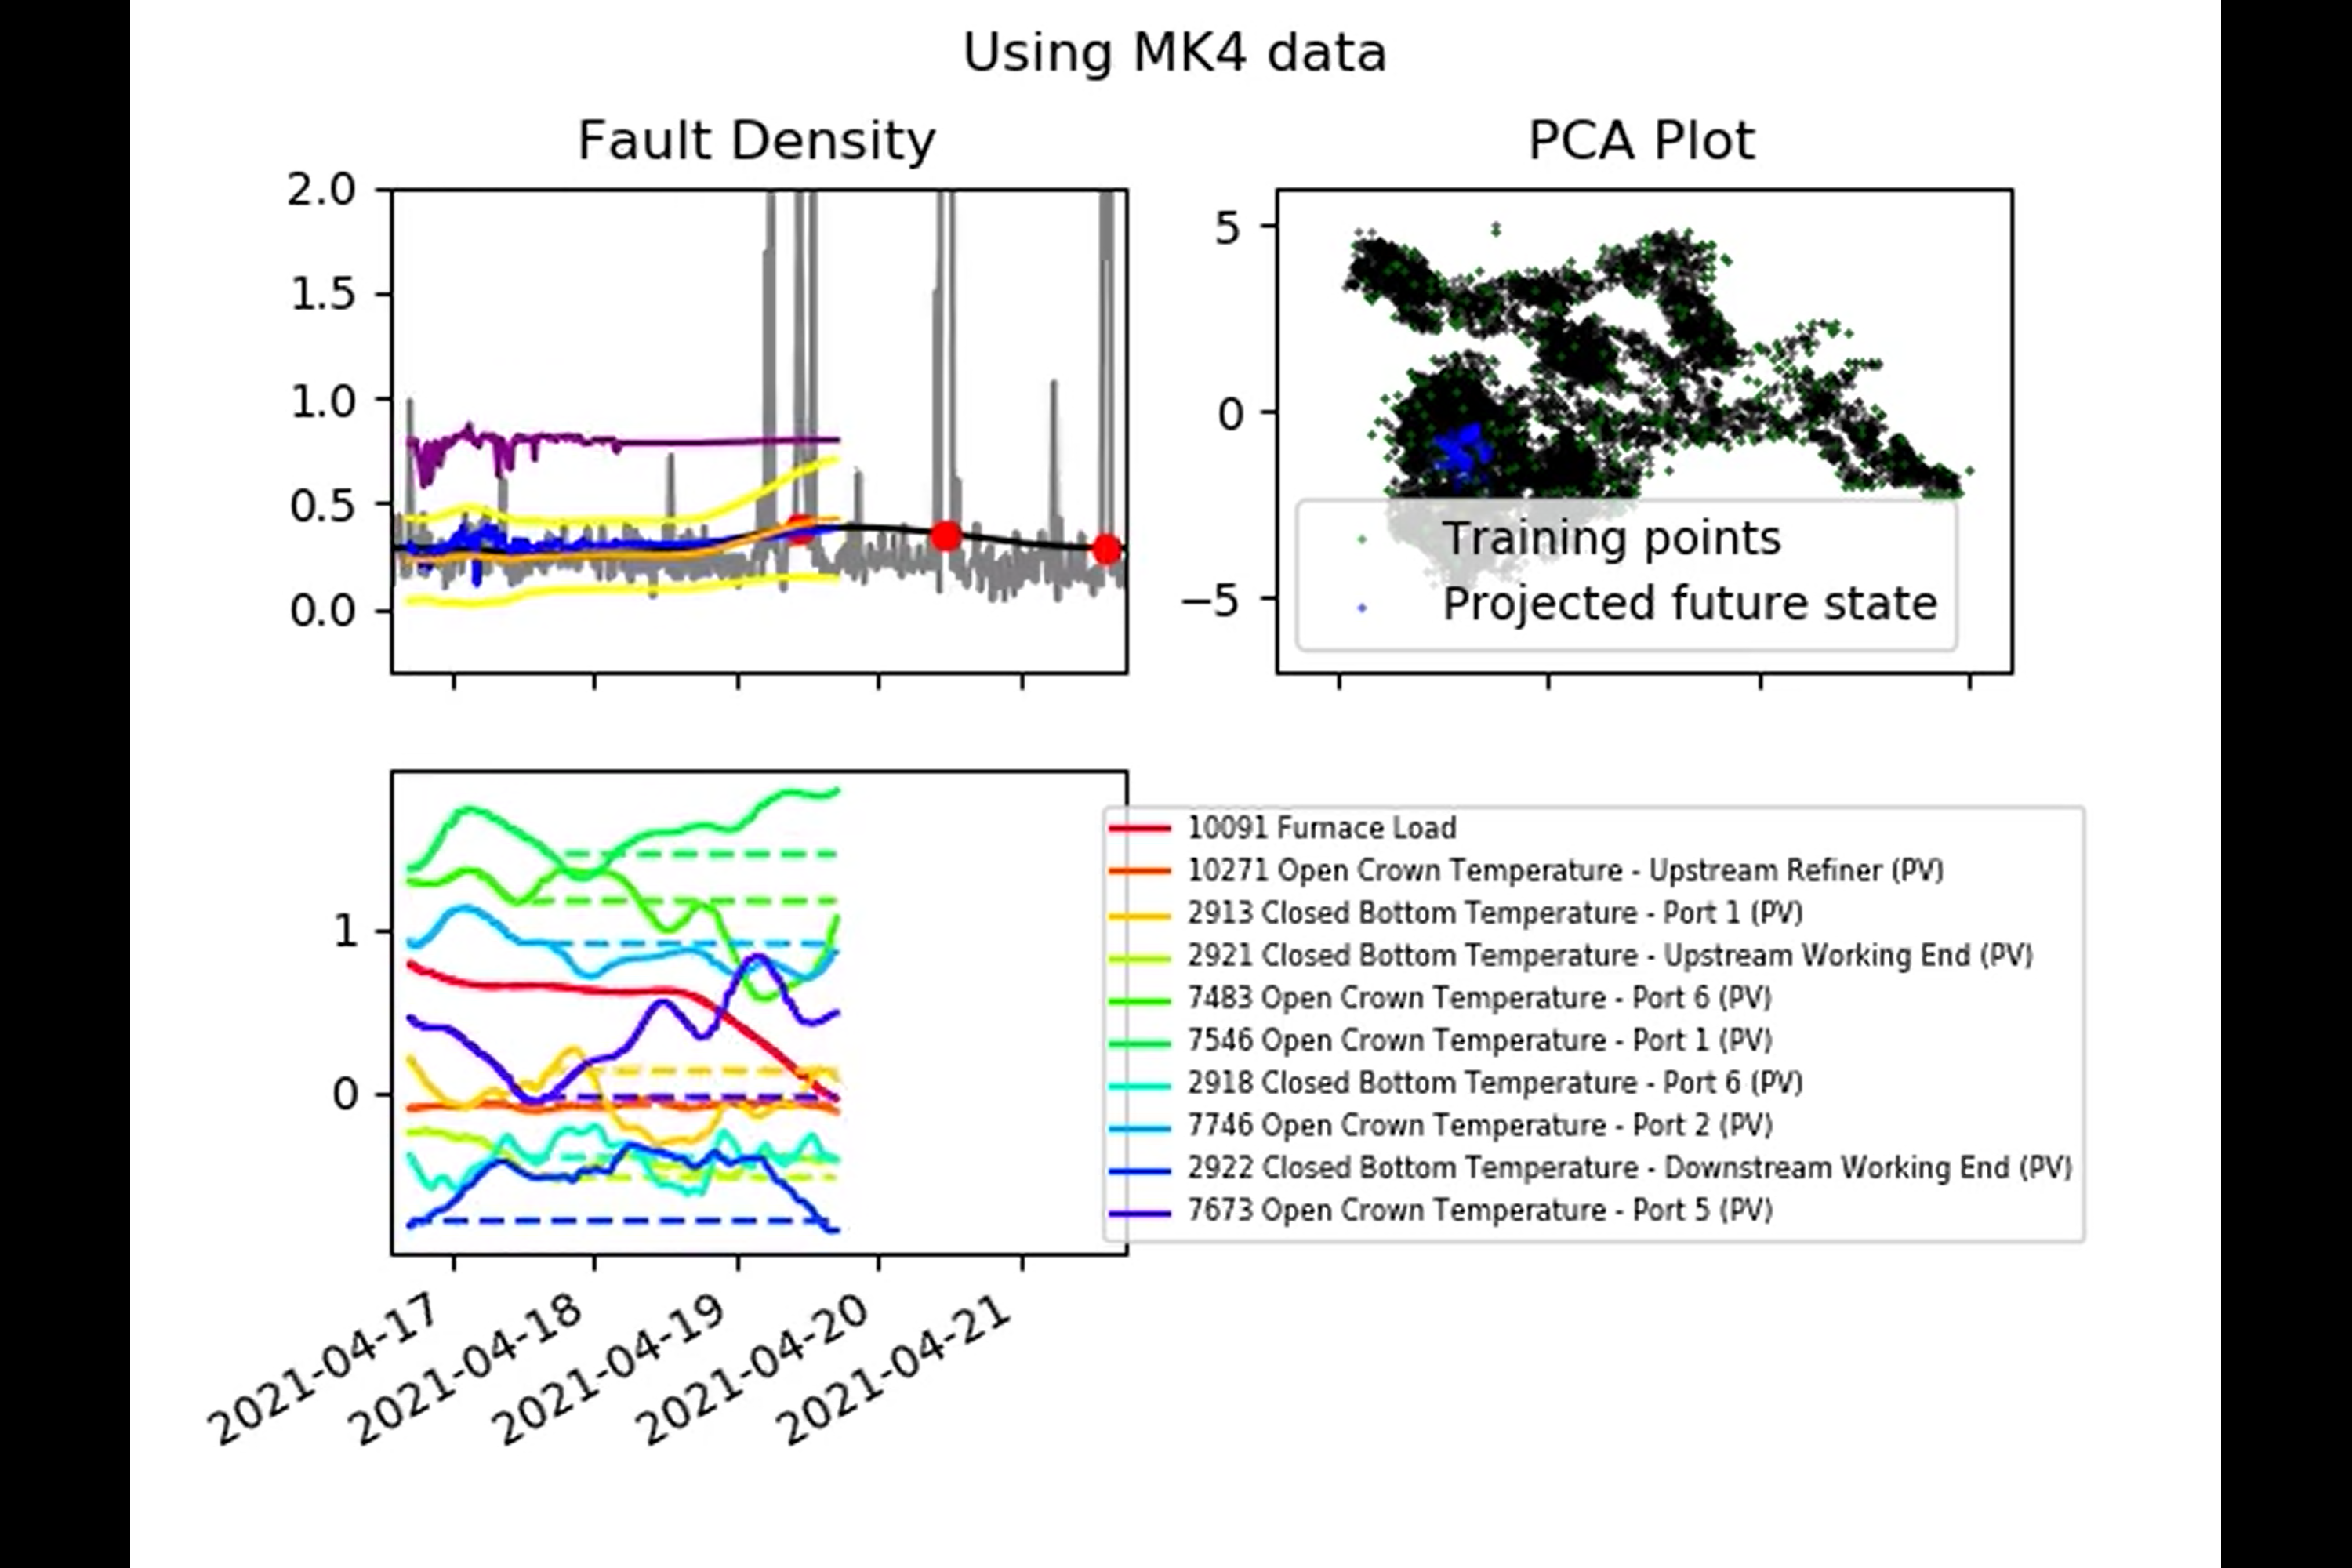 Using MK4 data
Fault Density
PCA Plot
2.0
1.5
1.0
0.5
0.0
5
0
−5
Training points
Projected future state
1
0
10091 Furnace Load
10271 Open Crown Temperature - Upstream Refiner (PV)
2913 Closed Bottom Temperature - Port 1 (PV)
2921 Closed Bottom Temperature - Upstream Working End (PV)
7483 Open Crown Temperature - Port 6 (PV)
7546 Open Crown Temperature - Port 1 (PV)
2918 Closed Bottom Temperature - Port 6 (PV)
7746 Open Crown Temperature - Port 2 (PV)
2922 Closed Bottom Temperature - Downstream Working End (PV)
7673 Open Crown Temperature - Port 5 (PV)
2021-04-17
2021-04-18
2021-04-19
2021-04-20
2021-04-21